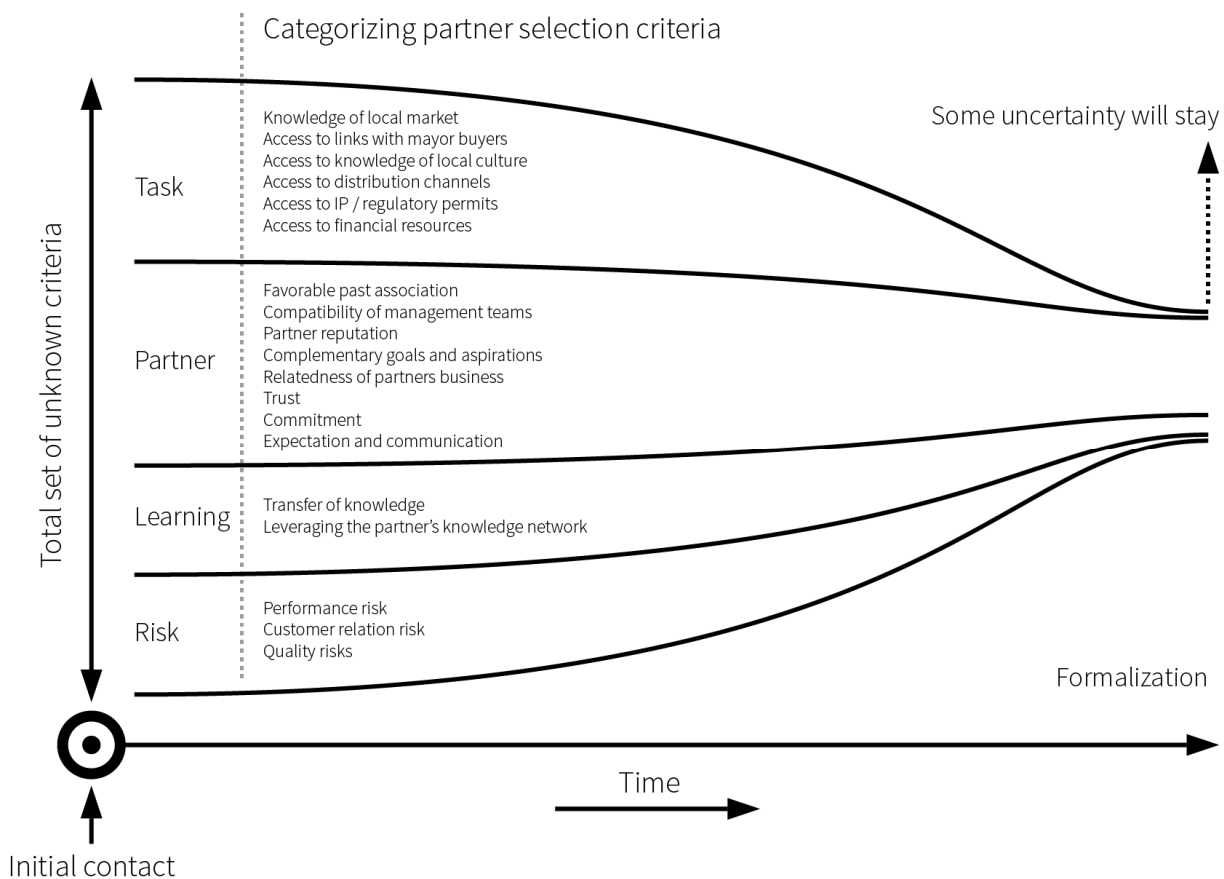 Categorizing partner selection criteria
Some uncertainty will stay
Total set of unknown criteria
Task
Knowledge of local market
Access to links with mayor buyers
Access to knowledge of local culture
Access to distribution channels
Access to IP / regulatory permits
Access to financial resources
Partner
Favorable past association
Compatibility of management teams
Partner reputation
Complementary goals and aspirations
Relatedness of partners business
Trust
Commitment
Expectation and communication
Learning
Transfer of knowledge
Leveraging the partner’s knowledge network
Risk
Performance risk
Customer relation risk
Quality risks
Formalization
Time
Initial contact